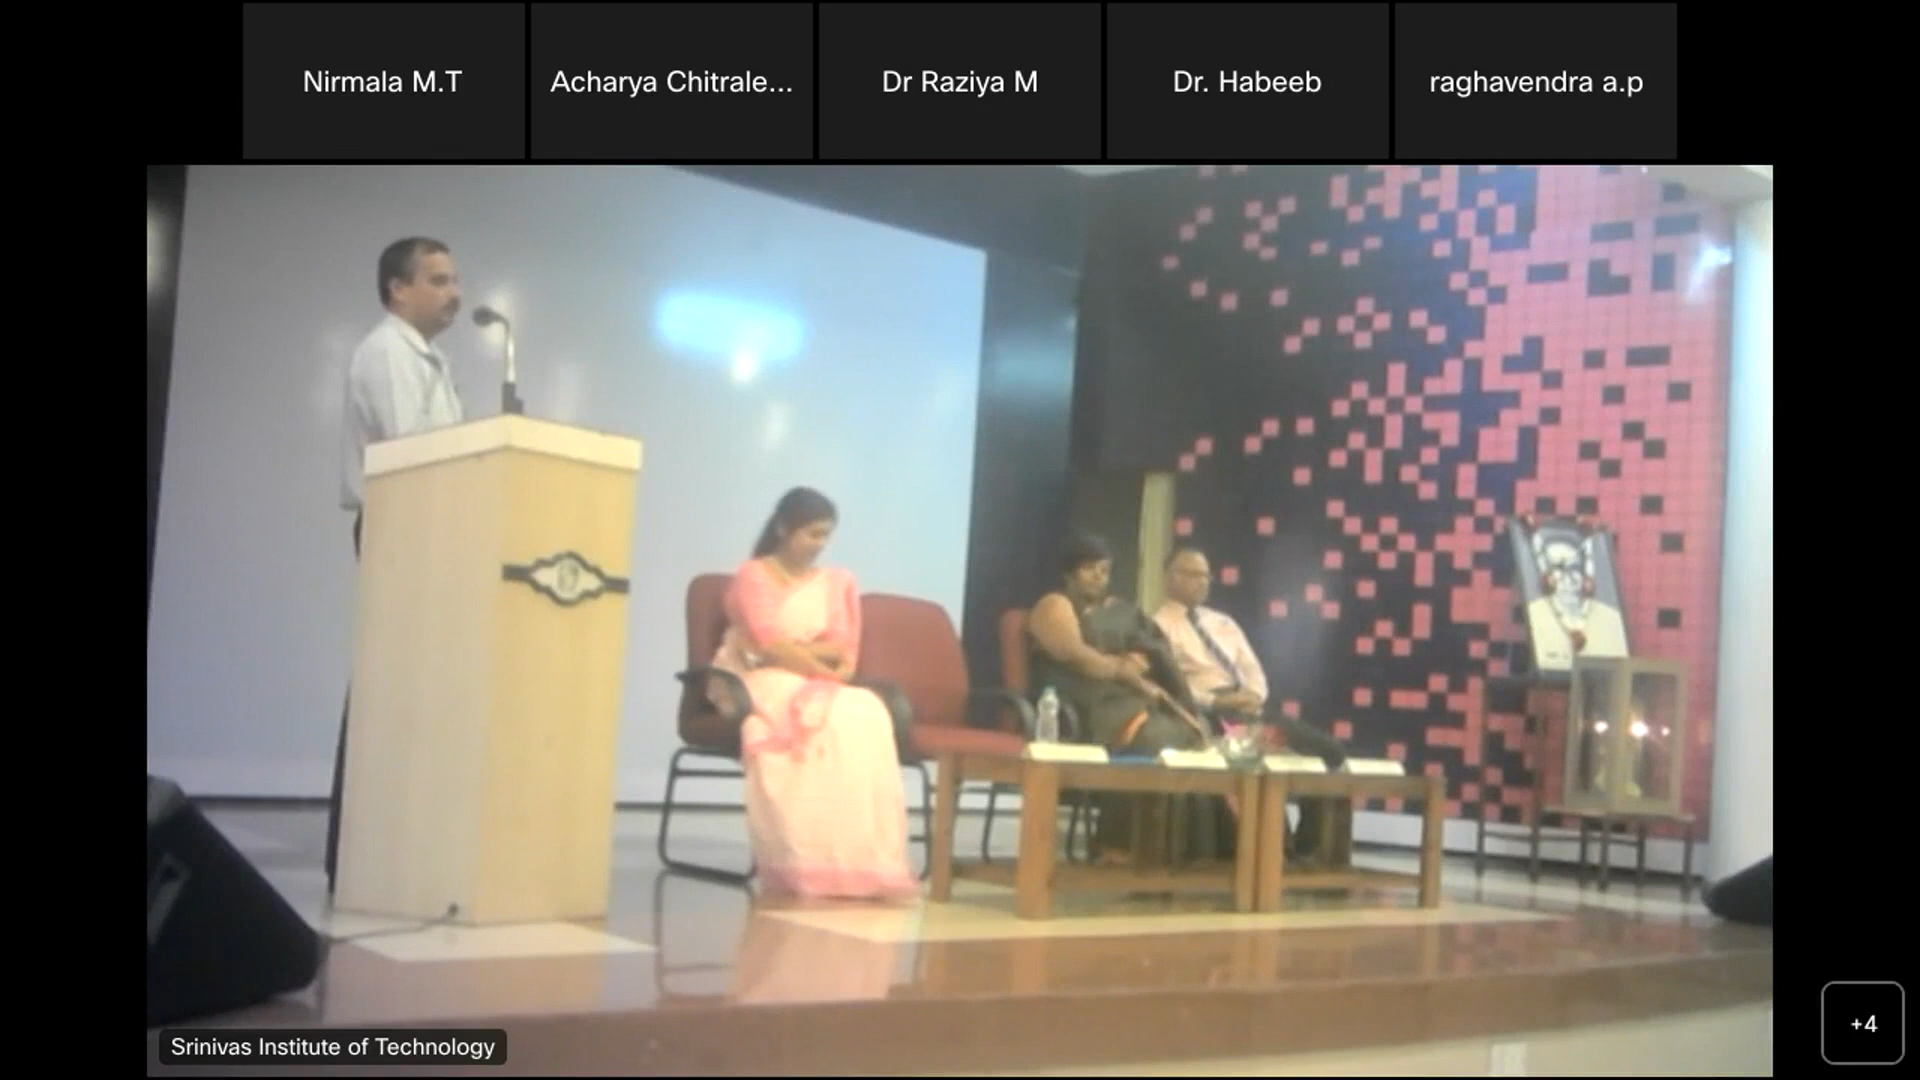 Nirmala M.T
Acharya Chitrale...
Dr Raziya M
Dr. Habeeb
raghavendra a.p
Srinivas Institute of Technology
+4